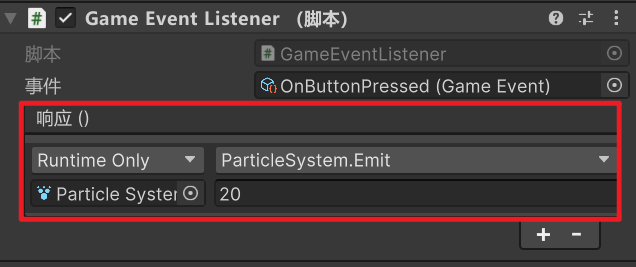 Game Event Listener （脚本）
脚本 GameEventListener
事件 OnButtonPressed (Game Event)
响应 ()
Runtime Only ParticleSystem.Emit
Particle System 20